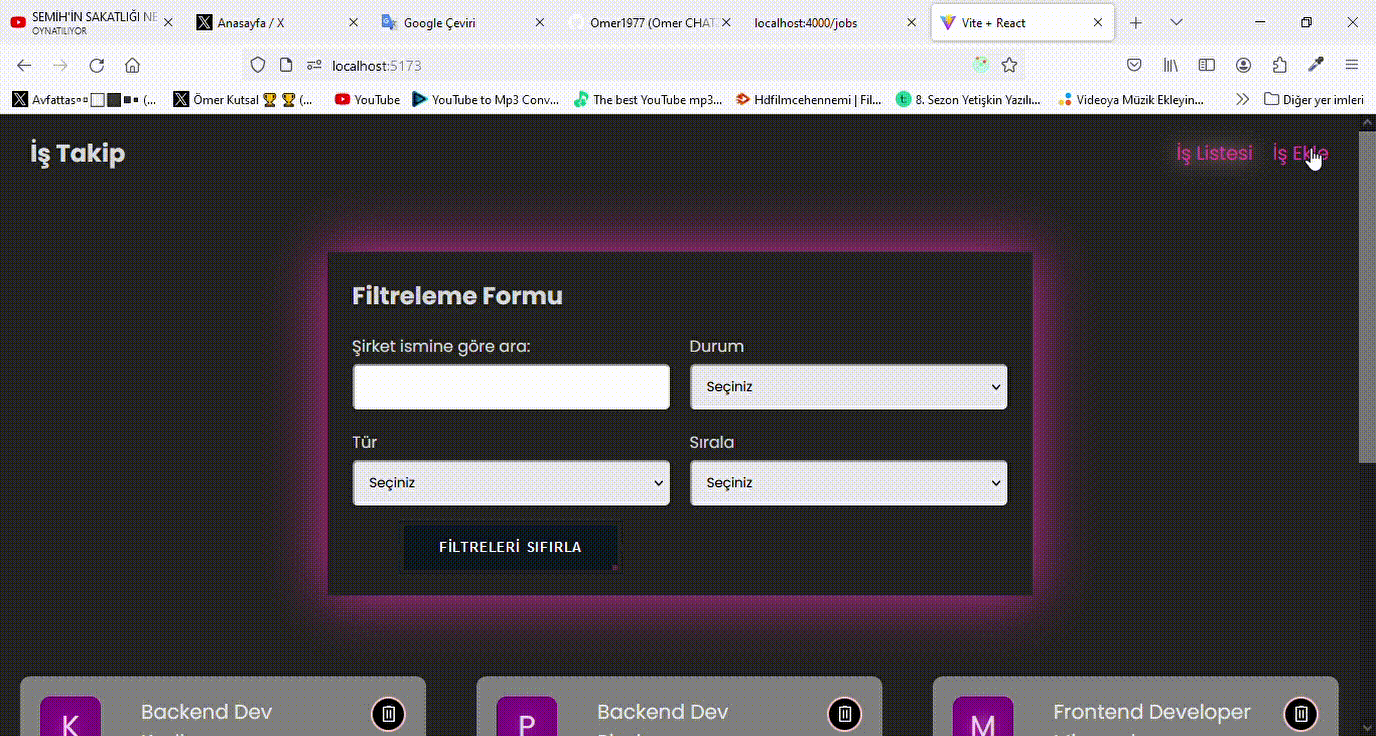 SEMİH'İN SAKATLIĞI NE
OYNATILIYOR
Anasayfa / X
Google Çeviri
Omer1977 (Omer CHAT
localhost:4000/jobs
Vite + React
localhost:5173
Avfattas
Ömer Kutsal 🏆 🏆 (...
YouTube
YouTube to Mp3 Conv...
The best YouTube mp3...
Hdfilmcehennemi | Fil...
8. Sezon Yetişkin Yazılı...
Videoya Müzik Ekleyin...
Diğer yer imleri
İş Takip
İş Listesi
İş Ekle
Filtreleme Formu
Şirket ismine göre ara:
Durum
Seçiniz
Tür
Sırala
Seçiniz
Seçiniz
FİLTRELERİ SIFIRLA
K
Backend Dev
P
Backend Dev
M
Frontend Developer